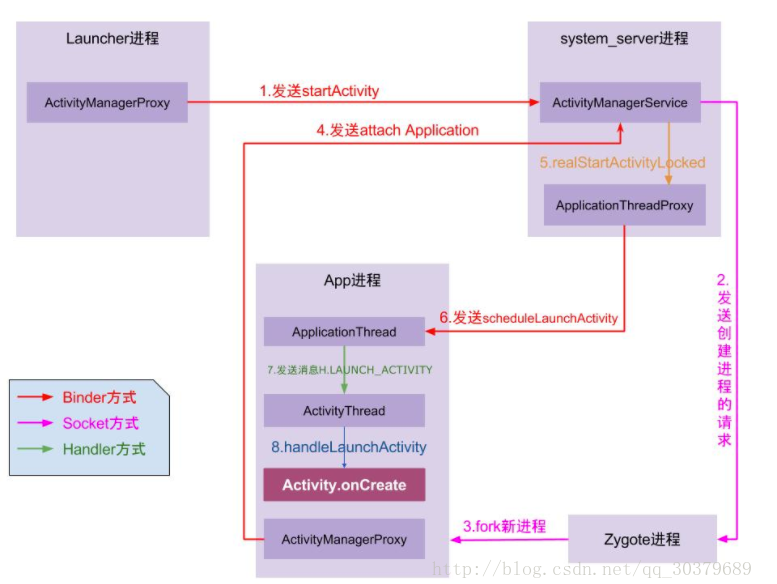 Launcher进程
system_server进程
ActivityManagerProxy
1.发送startActivity
ActivityManagerService
4.发送attach Application
5.realStartActivityLocked
ApplicationThreadProxy
2.发送创建进程的请求
App进程
6.发送scheduleLaunchActivity
ApplicationThread
7.发送消息H.LAUNCH_ACTIVITY
ActivityThread
8.handleLaunchActivity
Activity.onCreate
ActivityManagerProxy
3.fork新进程
Zygote进程
Binder方式
Socket方式
Handler方式
http://blog.csdn.net/qq_30379689